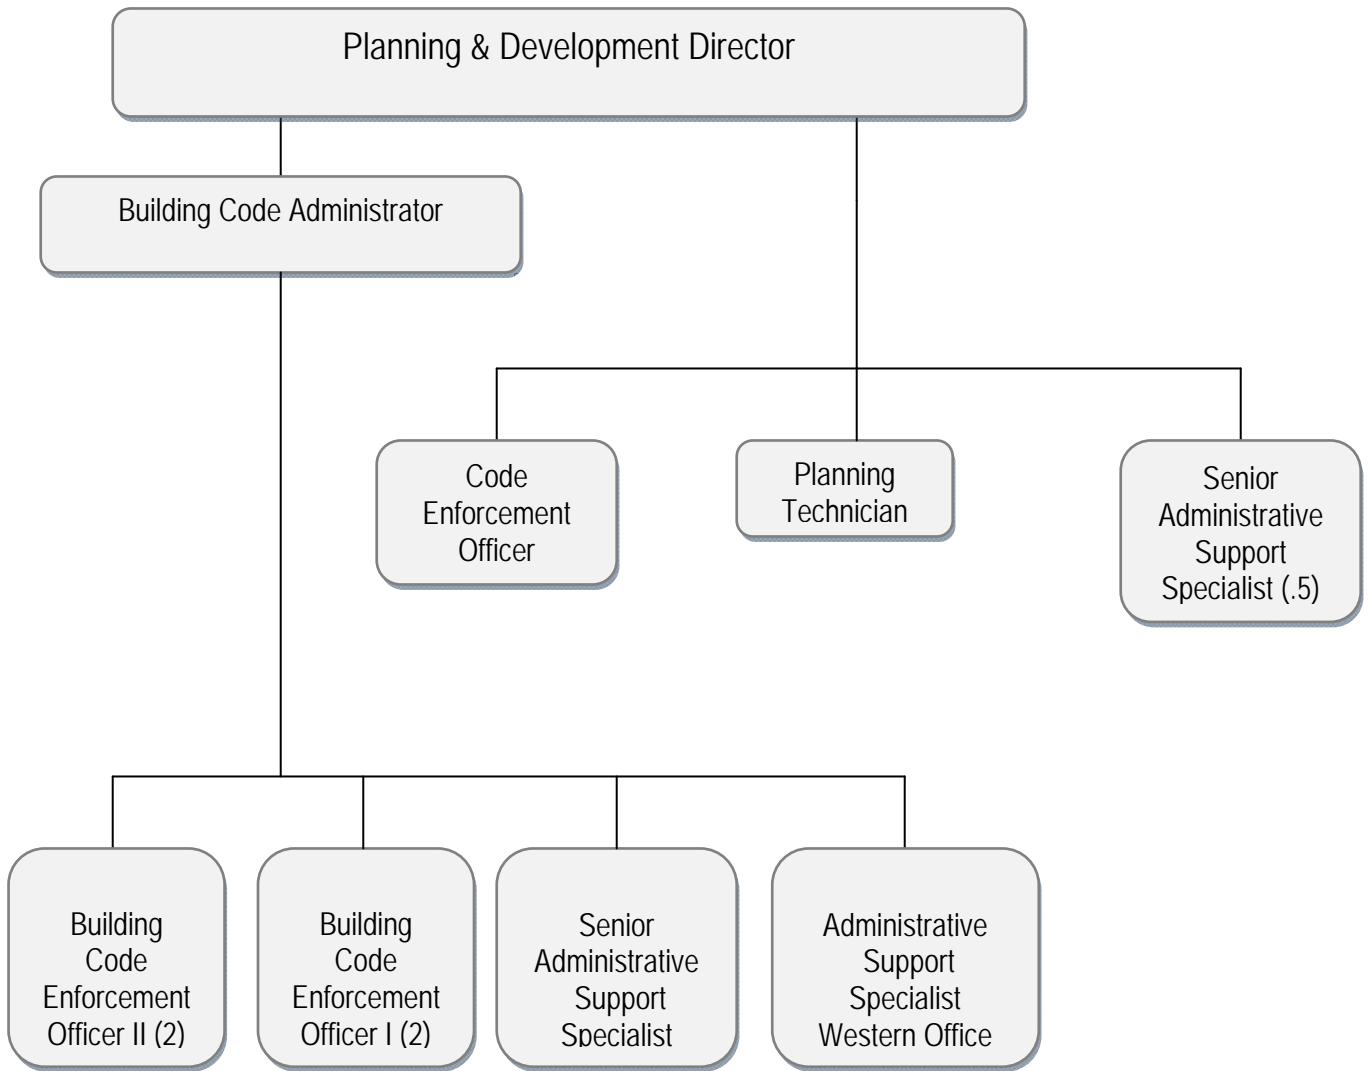 Planning & Development Director
Building Code Administrator
Code
Enforcement
Officer
Planning
Technician
Senior
Administrative
Support
Specialist (.5)
Building
Code
Enforcement
Officer II (2)
Building
Code
Enforcement
Officer I (2)
Senior
Administrative
Support
Specialist
Administrative
Support
Specialist
Western Office